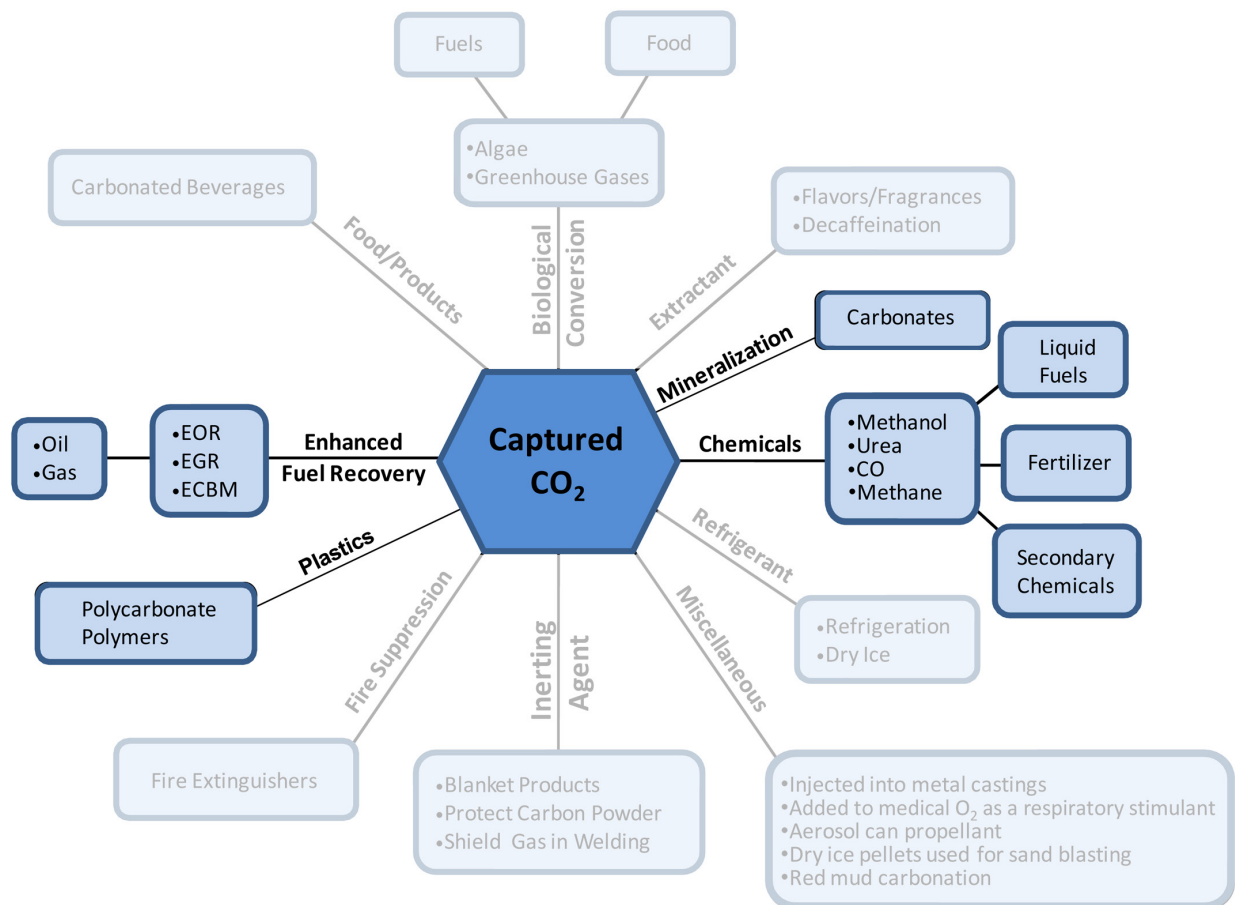 Fuels
Food
•Algae
•Greenhouse Gases
Carbonated Beverages
•Flavors/Fragrances
•Decaffeination
Food/Products
Biological
Conversion
Extractant
Mineralization
Carbonates
Liquid
Fuels
•Oil
•Gas
•EOR
•EGR
•ECBM
Enhanced
Fuel Recovery
Captured
CO₂
Chemicals
•Methanol
•Urea
•CO
•Methane
Fertilizer
Secondary
Chemicals
Plastics
Polycarbonate
Polymers
Refrigerant
•Refrigeration
•Dry Ice
Fire Suppression
Inerting
Agent
Miscellaneous
Fire Extinguishers
•Blanket Products
•Protect Carbon Powder
•Shield Gas in Welding
•Injected into metal castings
•Added to medical O₂ as a respiratory stimulant
•Aerosol can propellant
•Dry ice pellets used for sand blasting
•Red mud carbonation